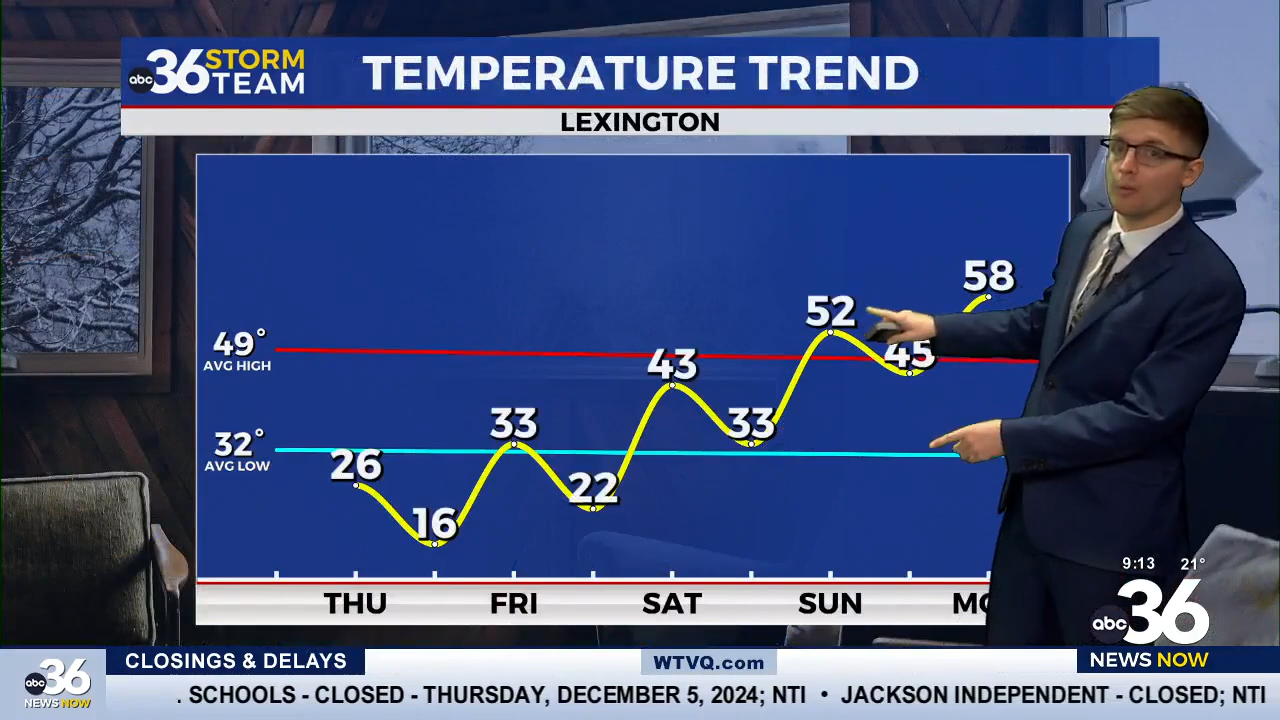 abc 36 STORM TEAM
TEMPERATURE TREND
LEXINGTON
58
52
49°
AVG HIGH
45
43
33
33
32°
AVG LOW
26
22
16
THU FRI SAT SUN MO
9:13 21°
abc 36
NEWS NOW
CLOSINGS & DELAYS
WTVQ.com
abc 36
NEWS NOW
. SCHOOLS - CLOSED - THURSDAY, DECEMBER 5, 2024; NTI • JACKSON INDEPENDENT - CLOSED; NTI